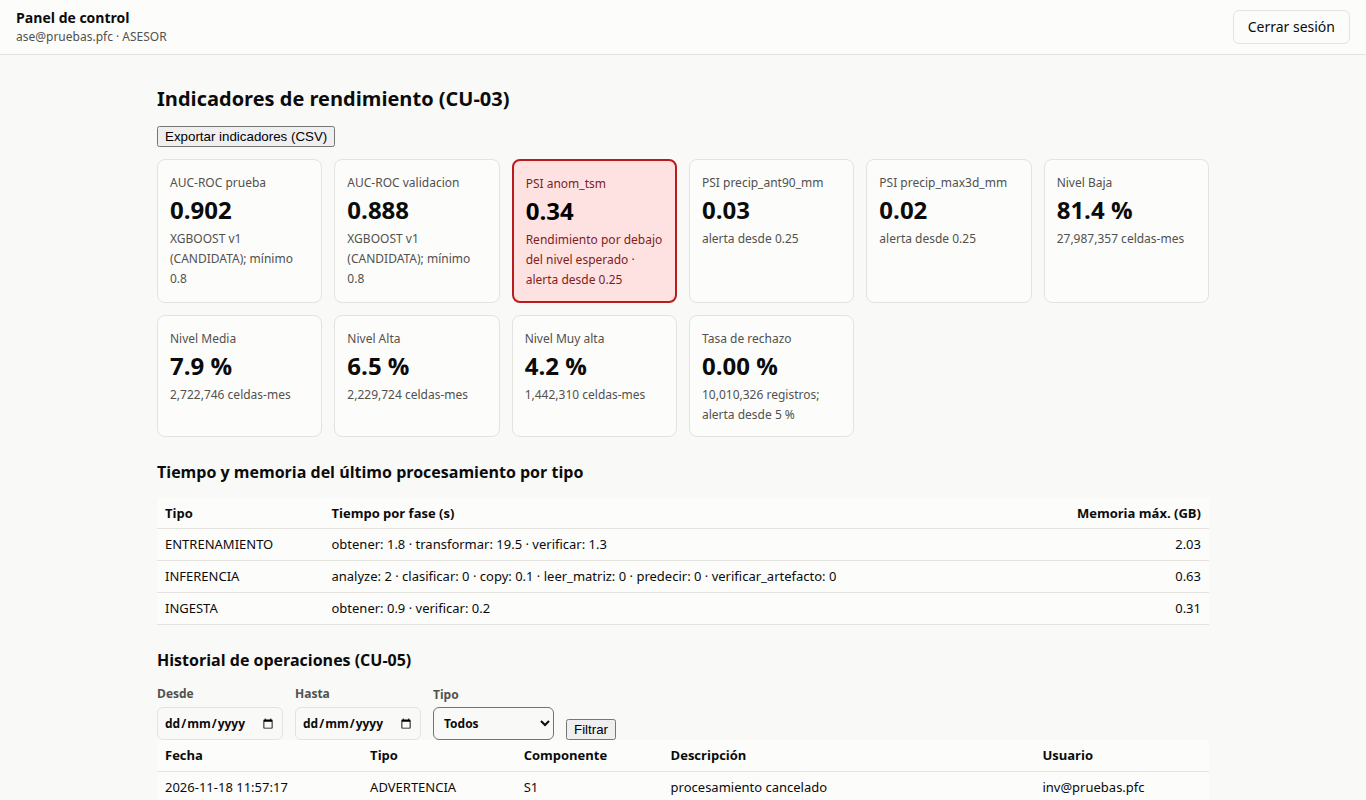 Panel de control
ase@pruebas.pfc · ASESOR
Cerrar sesión
Indicadores de rendimiento (CU-03)
Exportar indicadores (CSV)
AUC-ROC prueba
0.902
XGBOOST v1
(CANDIDATA); mínimo
0.8
AUC-ROC validacion
0.888
XGBOOST v1
(CANDIDATA); mínimo
0.8
PSI anom_tsm
0.34
Rendimiento por debajo
del nivel esperado ·
alerta desde 0.25
PSI precip_ant90_mm
0.03
alerta desde 0.25
PSI precip_max3d_mm
0.02
alerta desde 0.25
Nivel Baja
81.4 %
27,987,357 celdas-mes
Nivel Media
7.9 %
2,722,746 celdas-mes
Nivel Alta
6.5 %
2,229,724 celdas-mes
Nivel Muy alta
4.2 %
1,442,310 celdas-mes
Tasa de rechazo
0.00 %
10,010,326 registros;
alerta desde 5 %
Tiempo y memoria del último procesamiento por tipo
Tipo Tiempo por fase (s) Memoria máx. (GB)
ENTRENAMIENTO obtener: 1.8 · transformar: 19.5 · verificar: 1.3 2.03
INFERENCIA analyze: 2 · clasificar: 0 · copy: 0.1 · leer_matriz: 0 · predecir: 0 · verificar_artefacto: 0 0.63
INGESTA obtener: 0.9 · verificar: 0.2 0.31
Historial de operaciones (CU-05)
Desde Hasta Tipo
dd/mm/yyyy dd/mm/yyyy Todos Filtrar
Fecha Tipo Componente Descripción Usuario
2026-11-18 11:57:17 ADVERTENCIA S1 procesamiento cancelado inv@pruebas.pfc